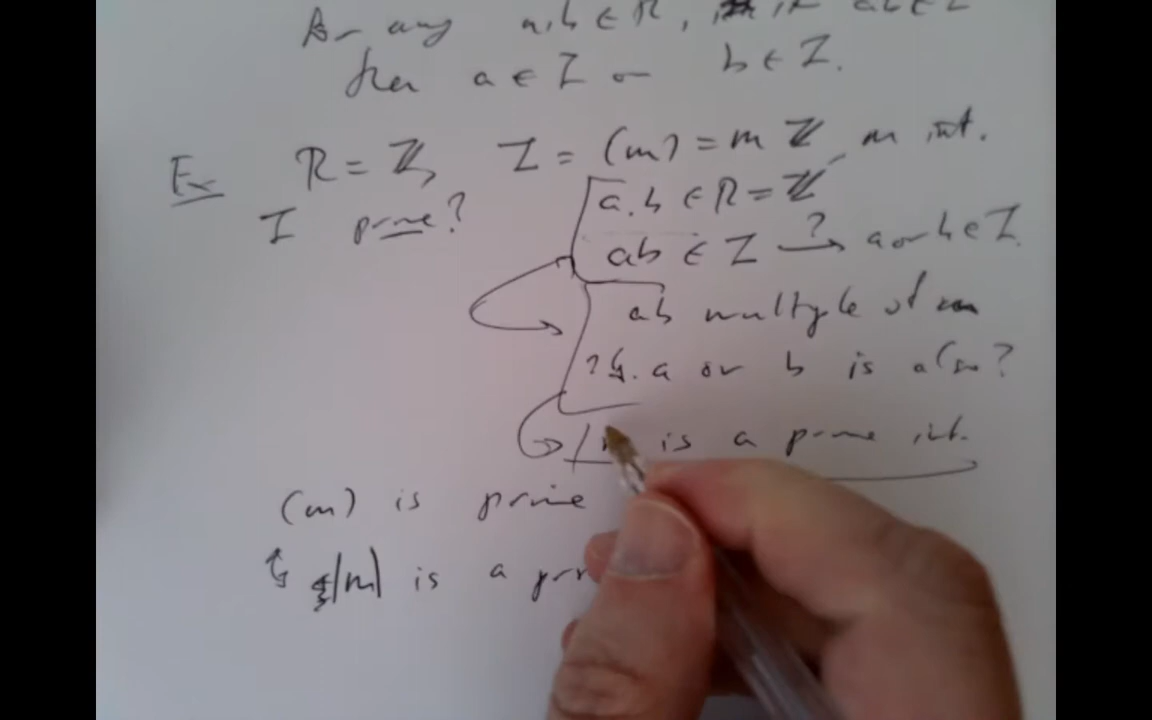 For any a,b ∈ R, if ab ∈ I
then a ∈ I or b ∈ I.
Ex R = ℤ, I = (m) = mℤ, m int.
I prime?
a,b ∈ R = ℤ
ab ∈ I →? a or b ∈ I.
ab multiple of m
? ↳ a or b is also?
is a prime int.
(m) is prime
↕ |m| is a